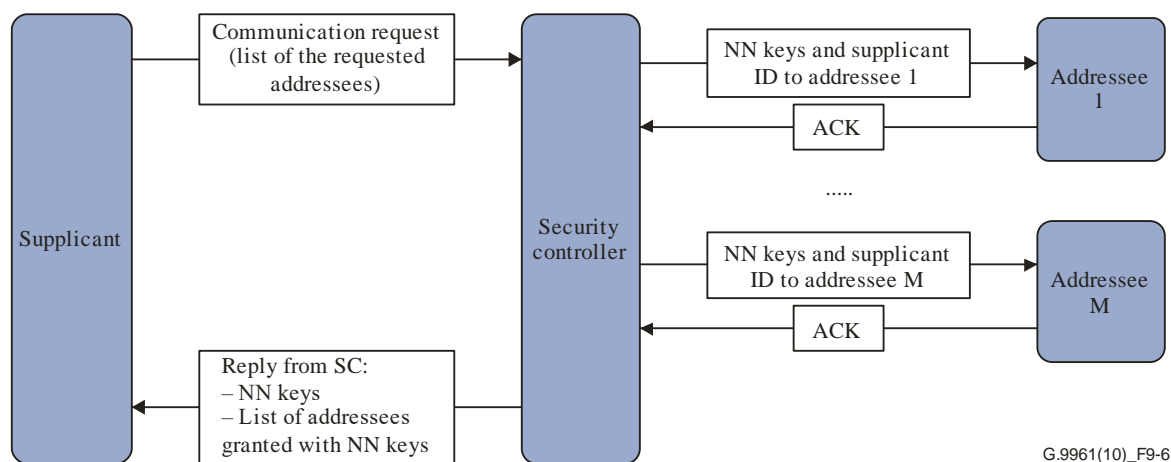 Supplicant
Communication request
(list of the requested
addressees)
Security
controller
NN keys and supplicant
ID to addressee 1
Addressee
1
ACK
.....
NN keys and supplicant
ID to addressee M
Addressee
M
ACK
Reply from SC:
– NN keys
– List of addressees
granted with NN keys
G.9961(10)_F9-6